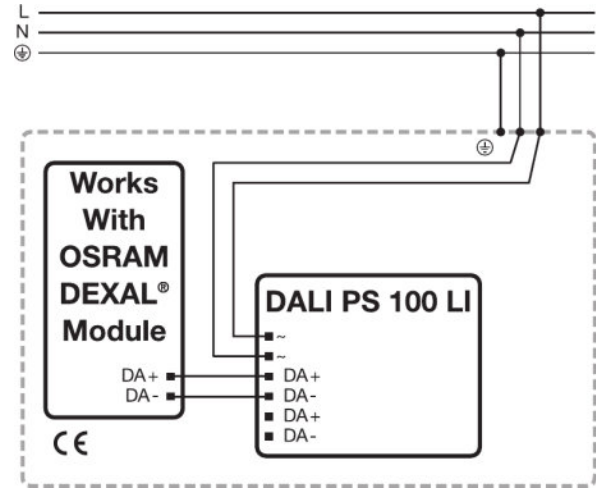 L
N
⏚
⏚
Works
With
OSRAM
DEXAL®
Module
DA+
DA-
CE
DALI PS 100 LI
~
~
DA+
DA-
DA+
DA-